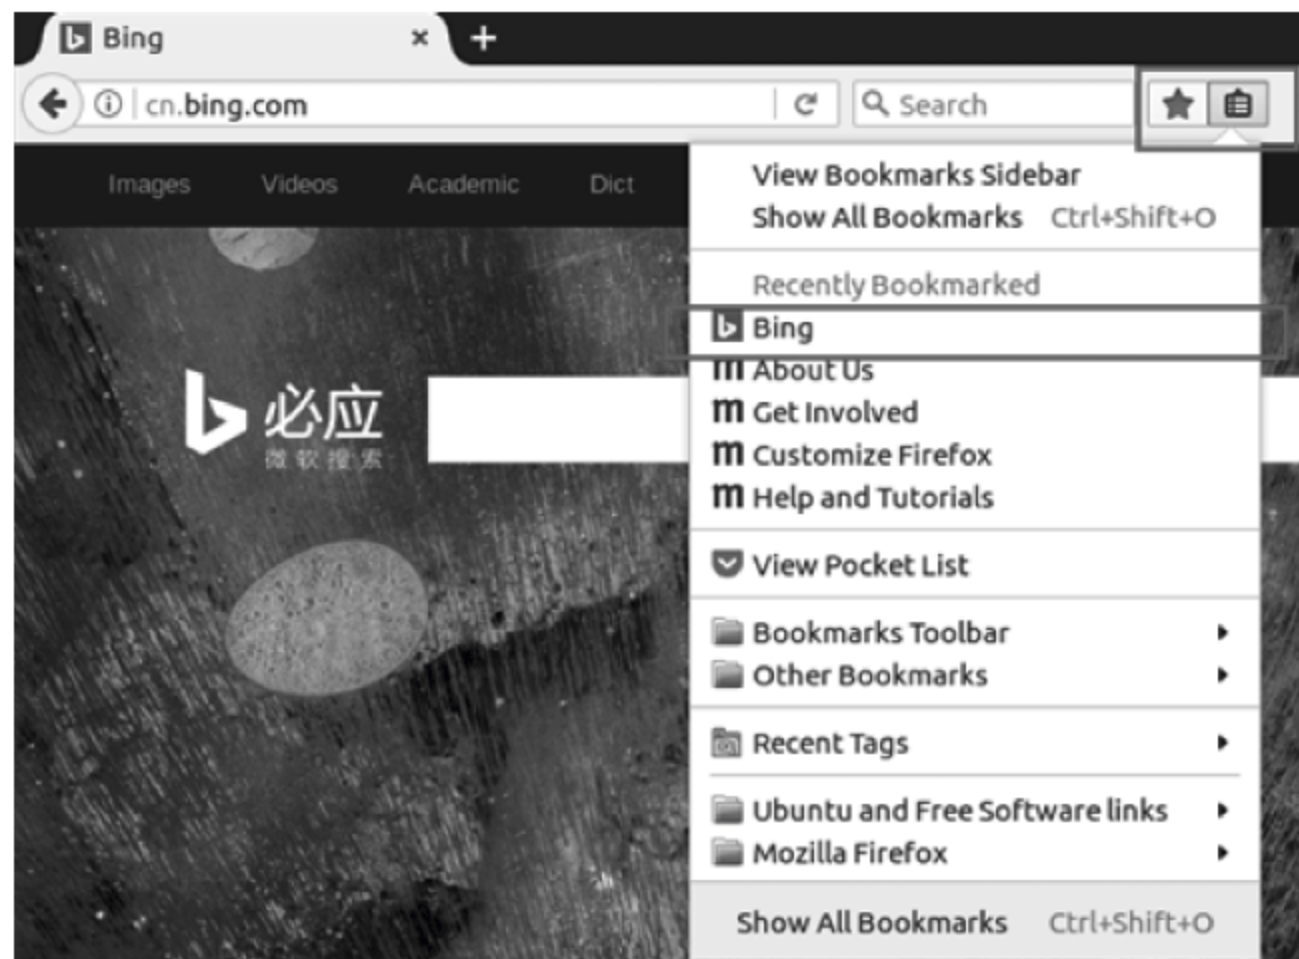 Bing
cn.bing.com
Search
Images Videos Academic Dict
View Bookmarks Sidebar
Show All Bookmarks Ctrl+Shift+O
Recently Bookmarked
Bing
About Us
Get Involved
Customize Firefox
Help and Tutorials
View Pocket List
Bookmarks Toolbar
Other Bookmarks
Recent Tags
Ubuntu and Free Software links
Mozilla Firefox
Show All Bookmarks Ctrl+Shift+O
必应
微软搜索